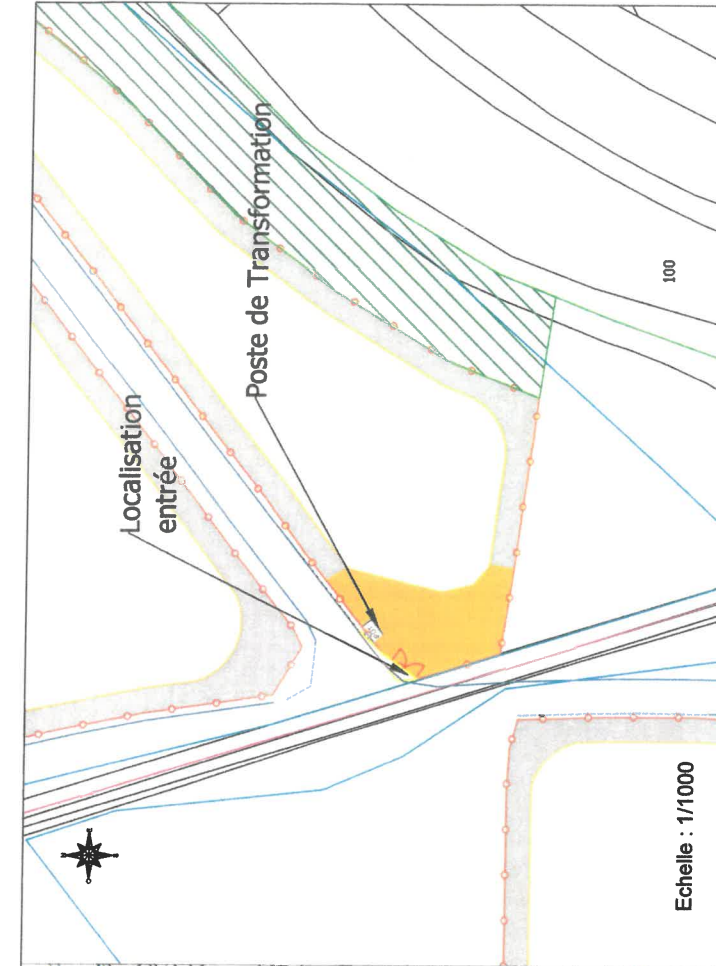 Localisation
entrée
Poste de Transformation
100
Echelle : 1/1000